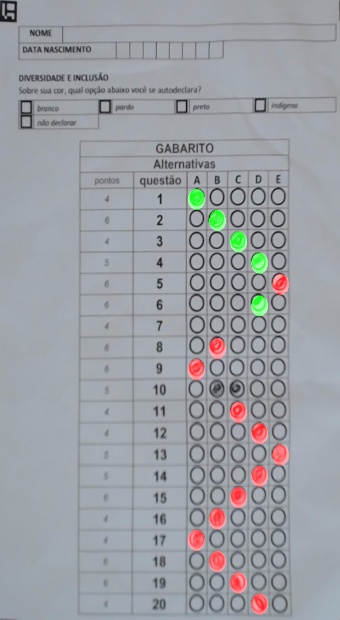 NOME
DATA NASCIMENTO
DIVERSIDADE E INCLUSÃO
Sobre sua cor, qual opção abaixo você se autodeclara?
branco pardo preto indígena
não declarar
GABARITO
Alternativas
pontos questão A B C D E
4 1
6 2
4 3
5 4
6 5
6 6
4 7
6 8
6 9
5 10
4 11
4 12
13
5 14
6 15
4 16
4 17
6 18
6 19
4 20